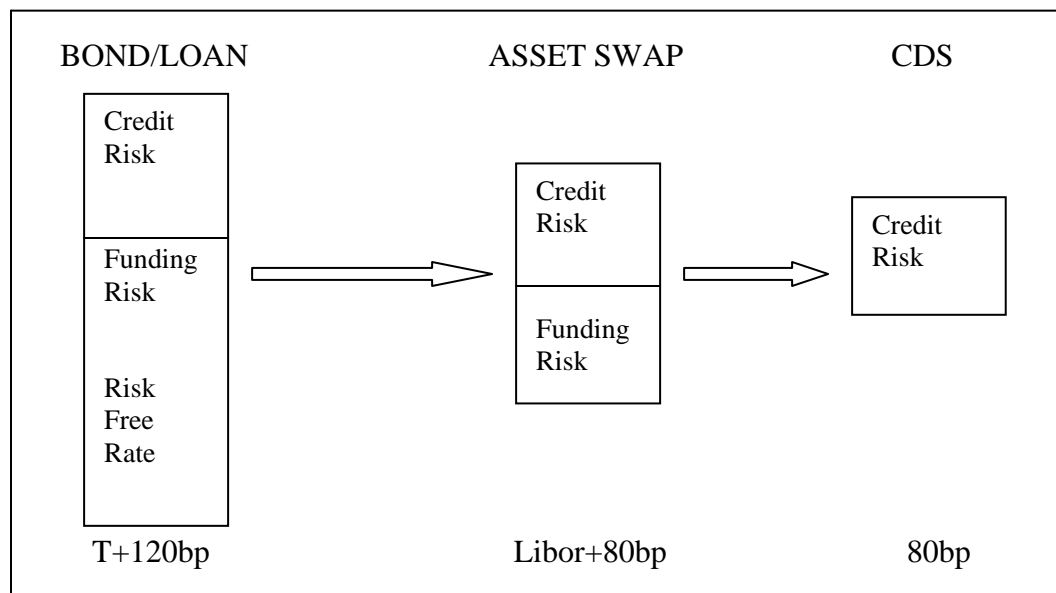 BOND/LOAN
Credit
Risk
Funding
Risk
Risk
Free
Rate
T+120bp
ASSET SWAP
Credit
Risk
Funding
Risk
Libor+80bp
CDS
Credit
Risk
80bp